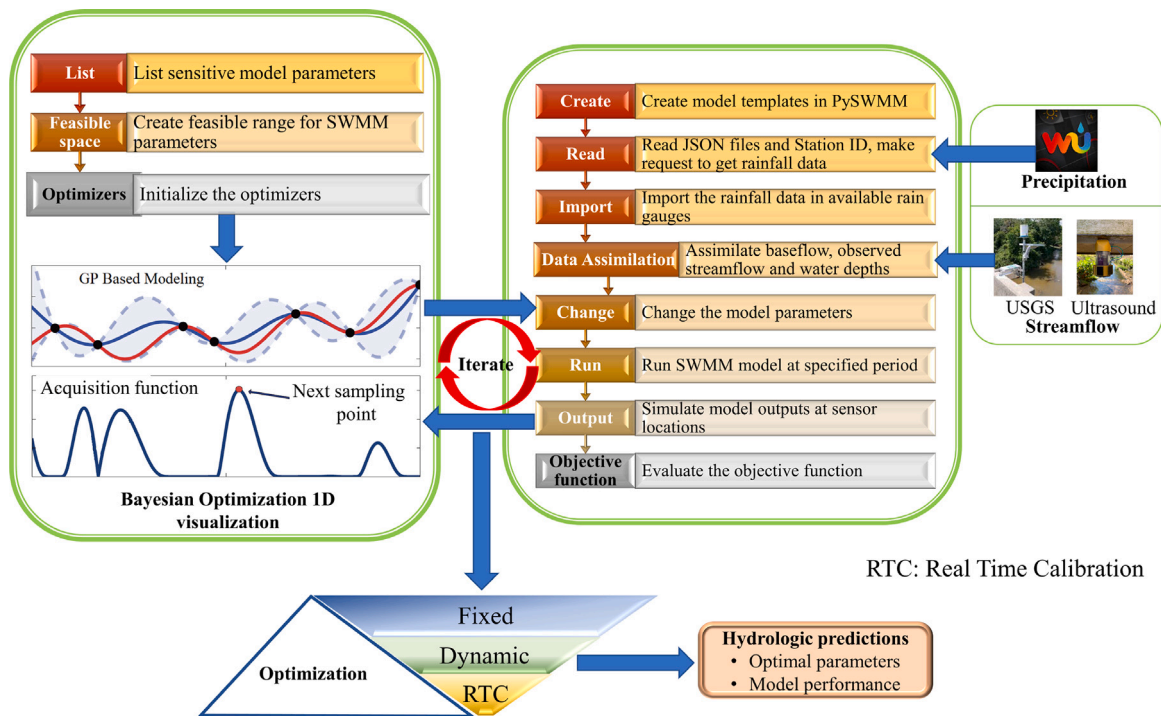 List
List sensitive model parameters
Feasible
space
Create feasible range for SWMM
parameters
Optimizers
Initialize the optimizers
GP Based Modeling
Acquisition function
Next sampling
point
Bayesian Optimization 1D
visualization
Iterate
Create
Create model templates in PySWMM
Read
Read JSON files and Station ID, make
request to get rainfall data
Import
Import the rainfall data in available rain
gauges
Data Assimilation
Assimilate baseflow, observed
streamflow and water depths
Change
Change the model parameters
Run
Run SWMM model at specified period
Output
Simulate model outputs at sensor
locations
Objective
function
Evaluate the objective function
WU
Precipitation
USGS
Ultrasound
Streamflow
RTC: Real Time Calibration
Optimization
Fixed
Dynamic
RTC
Hydrologic predictions
• Optimal parameters
• Model performance